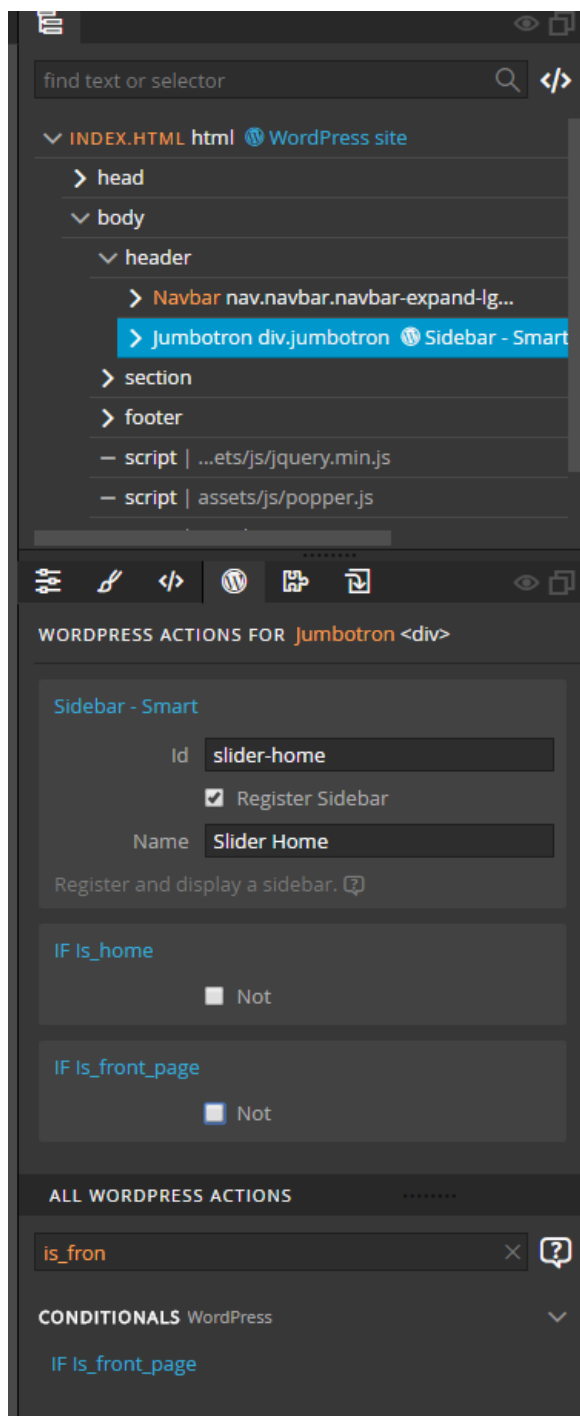 find text or selector
INDEX.HTML html WordPress site
head
body
header
Navbar nav.navbar.navbar-expand-lg...
Jumbotron div.jumbotron Sidebar - Smart
section
footer
script | ...ets/js/jquery.min.js
script | assets/js/popper.js
WORDPRESS ACTIONS FOR Jumbotron <div>
Sidebar - Smart
Id slider-home
Register Sidebar
Name Slider Home
Register and display a sidebar.
IF Is_home
Not
IF Is_front_page
Not
ALL WORDPRESS ACTIONS
is_fron
CONDITIONALS WordPress
IF Is_front_page